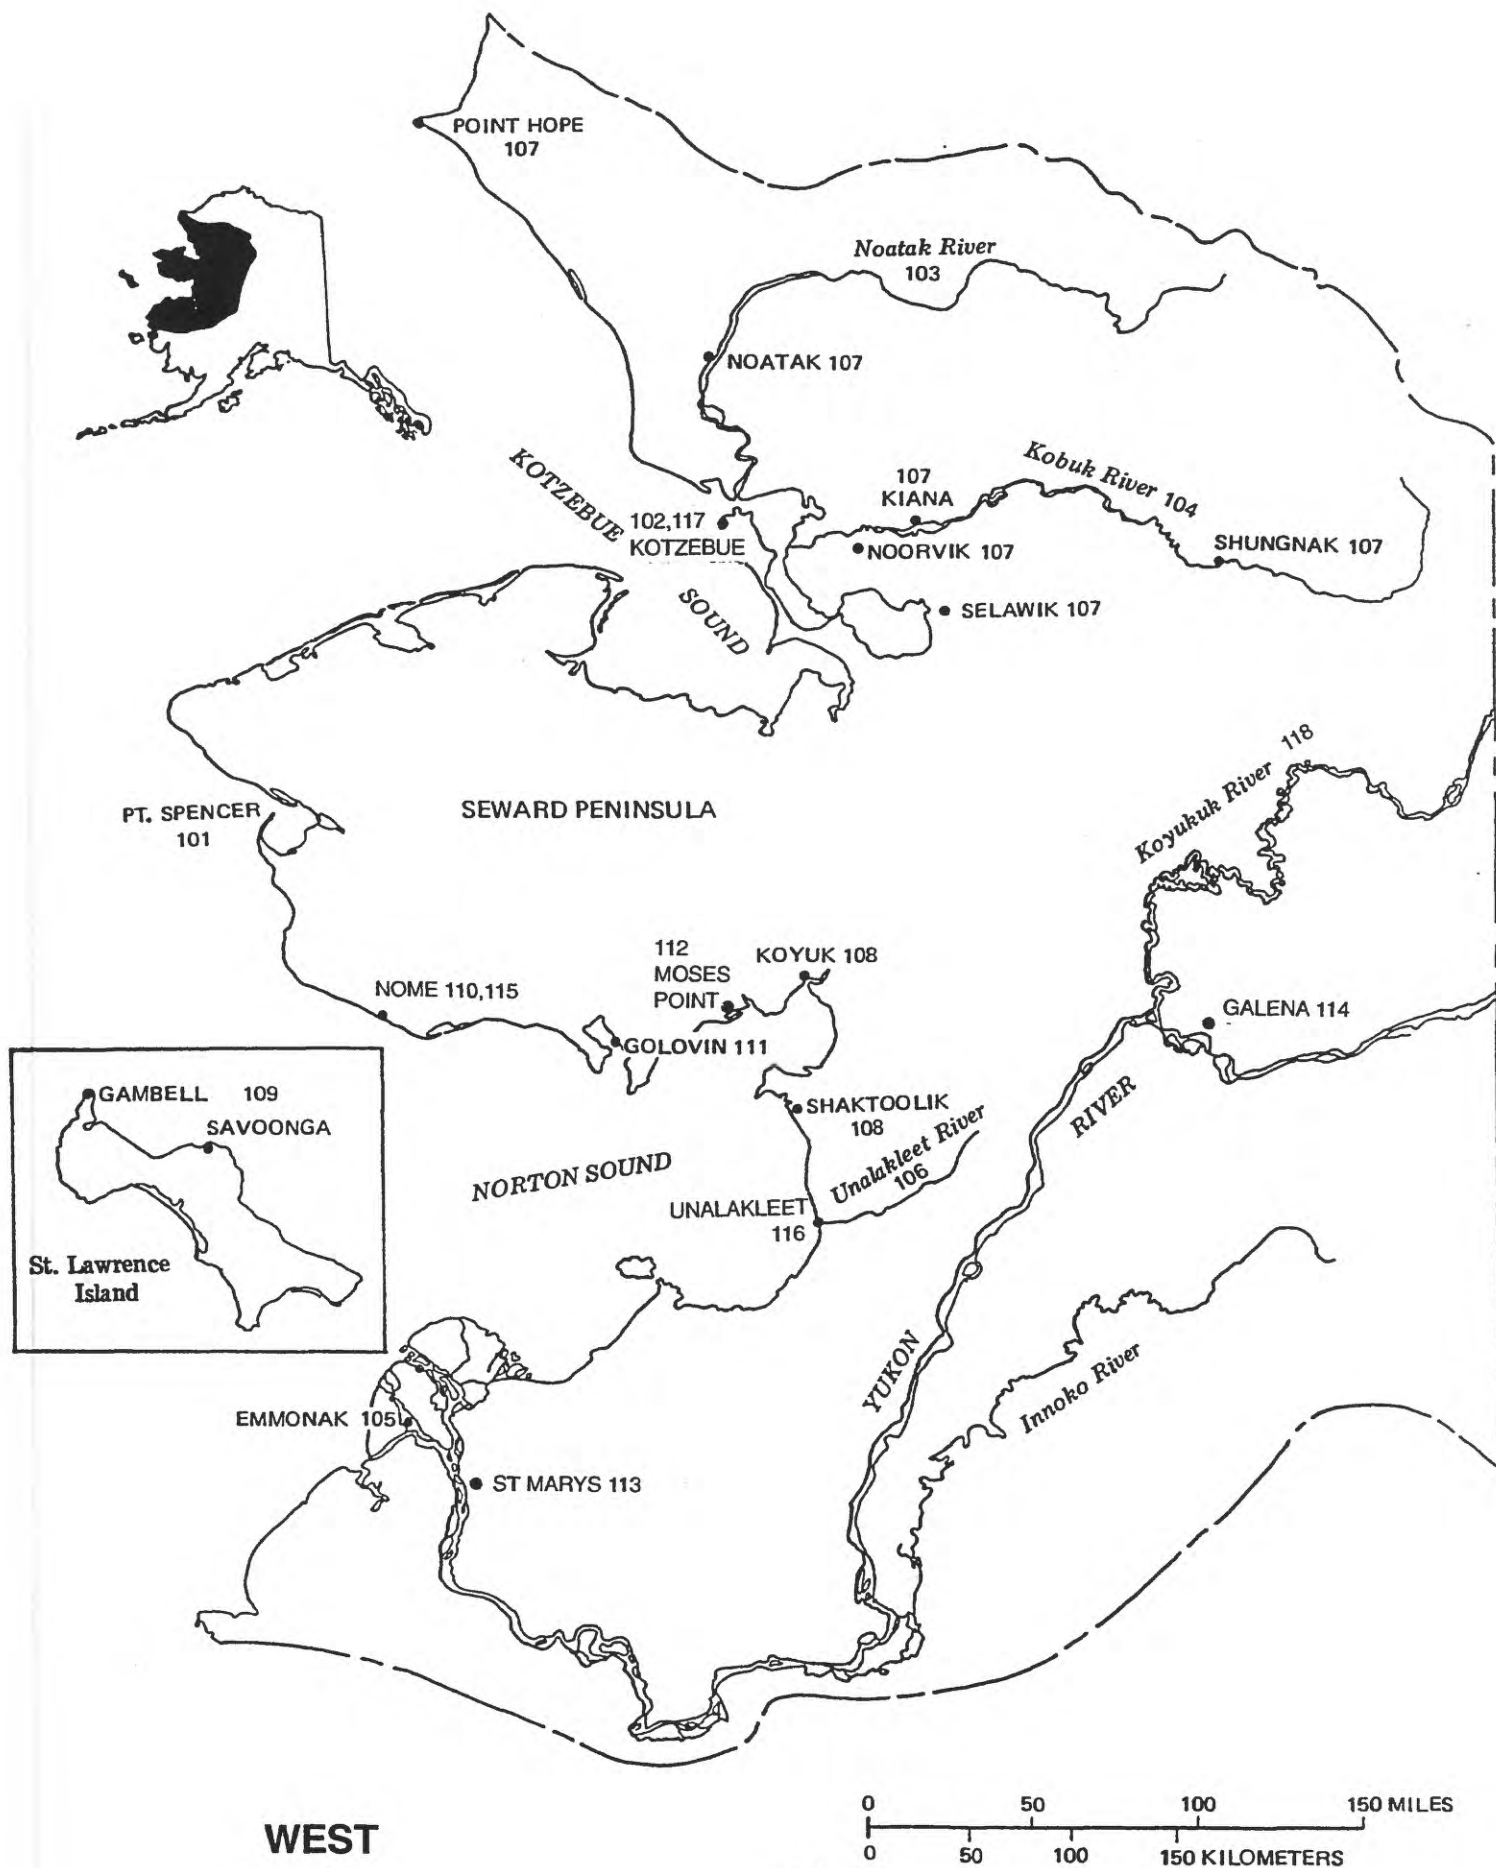 POINT HOPE
107
Noatak River
103
NOATAK 107
KOTZEBUE
SOUND
107
KIANA
Kobuk River 104
102,117
KOTZEBUE
NOORVIK 107
SHUNGNAK 107
SELAWIK 107
Koyukuk River 118
PT. SPENCER
101
SEWARD PENINSULA
112
MOSES
POINT
KOYUK 108
NOME 110,115
GALENA 114
GOLOVIN 111
GAMBELL 109
SAVOONGA
SHAKTOOLIK
108
RIVER
Unalakleet River
106
NORTON SOUND
UNALAKLEET
116
St. Lawrence
Island
YUKON
Innoko River
EMMONAK 105
ST MARYS 113
0 50 100 150 MILES
0 50 100 150 KILOMETERS
WEST